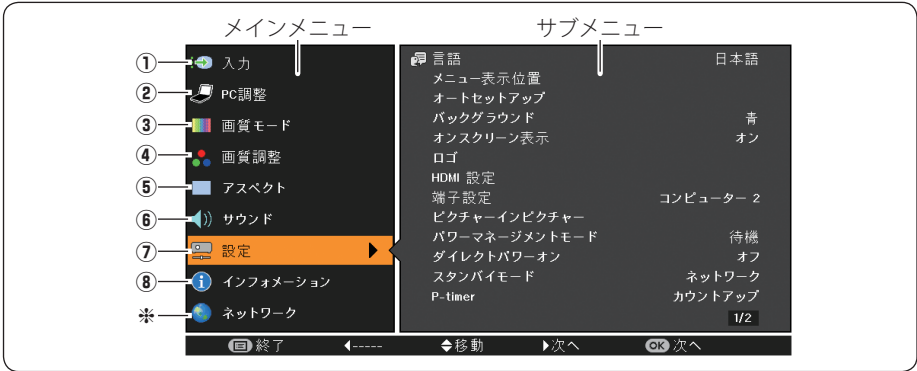 メインメニュー
サブメニュー
① 入力
② PC調整
③ 画質モード
④ 画質調整
⑤ アスペクト
⑥ サウンド
⑦ 設定
⑧ インフォメーション
※ ネットワーク
言語 日本語
メニュー表示位置
オートセットアップ
バックグラウンド 青
オンスクリーン表示 オン
ロゴ
HDMI 設定
端子設定 コンピューター 2
ピクチャーインピクチャー
パワーマネージメントモード 待機
ダイレクトパワーオン オフ
スタンバイモード ネットワーク
P-timer カウントアップ
1/2
終了 ----- 移動 次へ OK 次へ